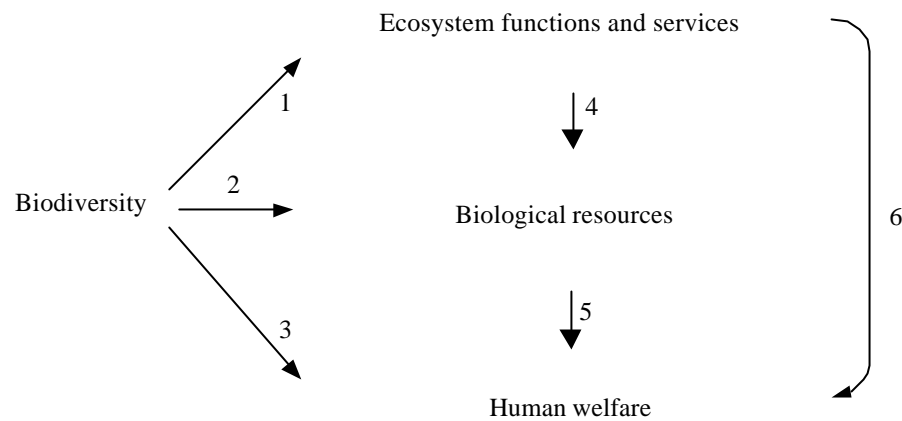 Ecosystem functions and services
1
4
2
Biodiversity
Biological resources
6
3
5
Human welfare